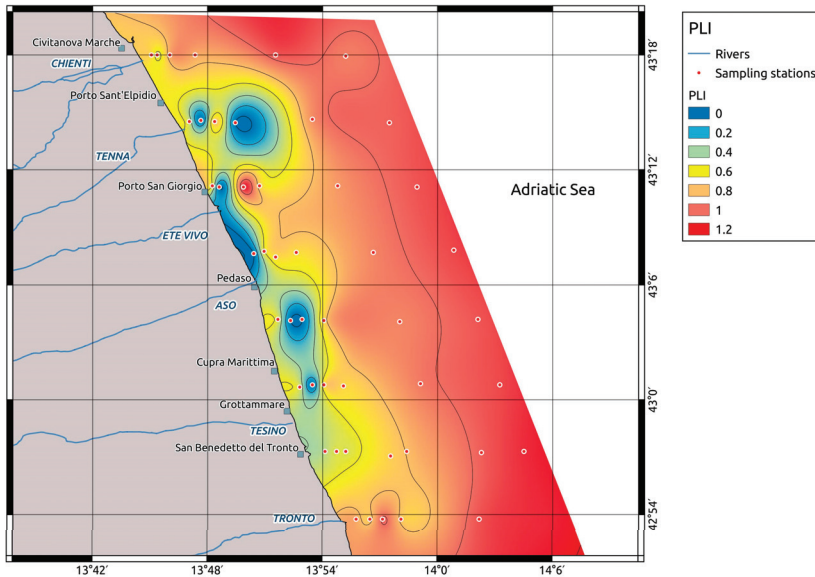 Civitanova Marche
CHIENTI
Porto Sant'Elpidio
TENNA
Porto San Giorgio
ETE VIVO
Pedaso
ASO
Cupra Marittima
Grottammare
TESINO
San Benedetto del Tronto
TRONTO
Adriatic Sea
43°18'
43°12'
43°6'
43°0'
42°54'
13°42'
13°48'
13°54'
14°0'
14°6'
PLI
Rivers
Sampling stations
PLI
0
0.2
0.4
0.6
0.8
1
1.2